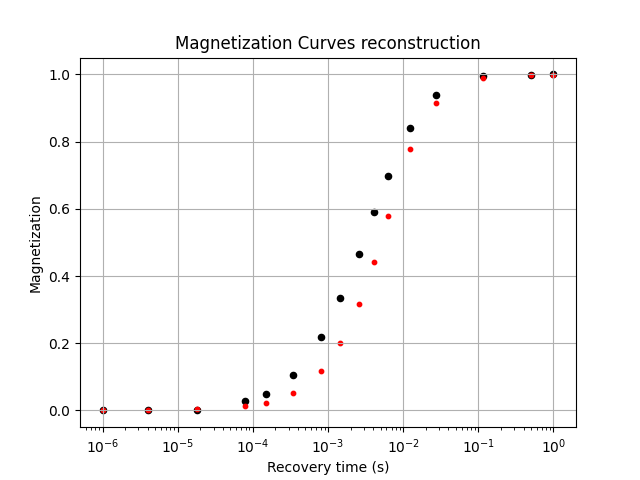 Magnetization Curves reconstruction
1.0
0.8
0.6
0.4
0.2
0.0
Magnetization
10⁻⁶ 10⁻⁵ 10⁻⁴ 10⁻³ 10⁻² 10⁻¹ 10⁰
Recovery time (s)